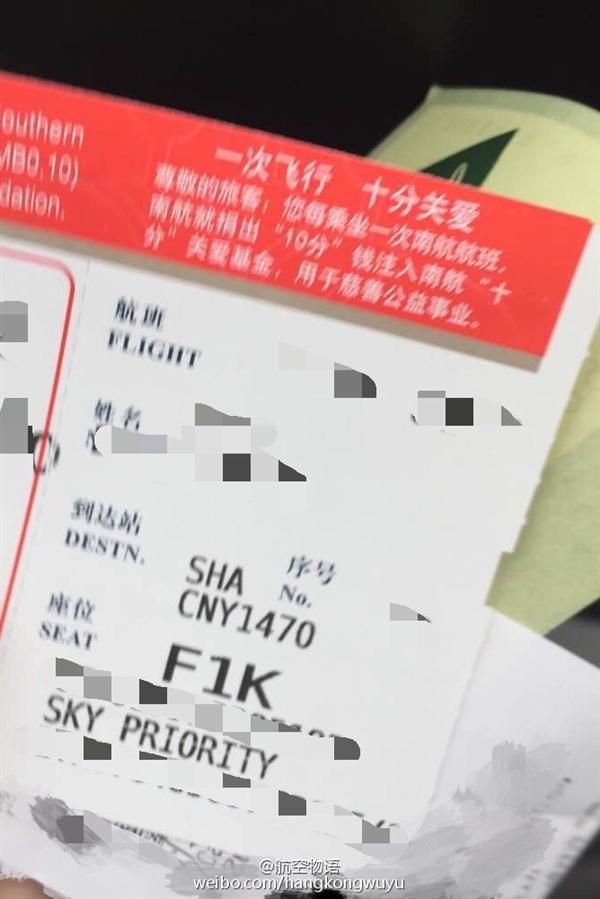 outhern
MB0.10)
dation.
一次飞行 十分关爱
尊敬的旅客，您每乘坐一次南航航班，
南航就捐出“10分”钱注入南航“十
分”关爱基金，用于慈善公益事业。
航班
FLIGHT
姓名
到达站
DESTN.
SHA
序号
No.
CNY1470
座位
SEAT
F1K
SKY PRIORITY
@航空物语
weibo.com/hangkongwuyu